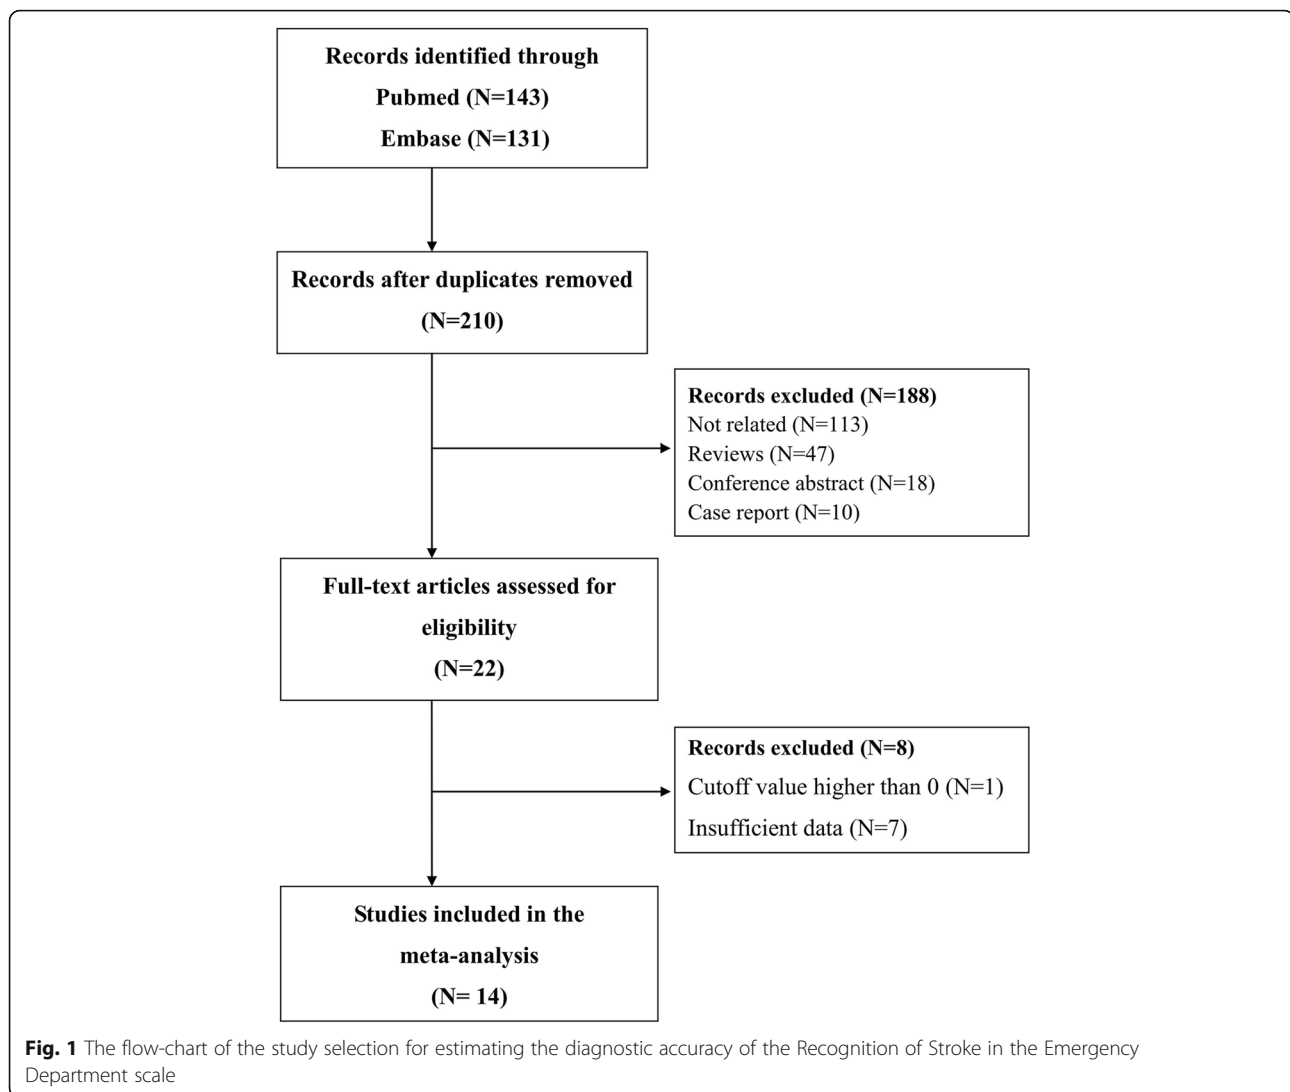 Records identified through
Pubmed (N=143)
Embase (N=131)
Records after duplicates removed
(N=210)
Records excluded (N=188)
Not related (N=113)
Reviews (N=47)
Conference abstract (N=18)
Case report (N=10)
Full-text articles assessed for
eligibility
(N=22)
Records excluded (N=8)
Cutoff value higher than 0 (N=1)
Insufficient data (N=7)
Studies included in the
meta-analysis
(N= 14)
Fig. 1 The flow-chart of the study selection for estimating the diagnostic accuracy of the Recognition of Stroke in the Emergency
Department scale